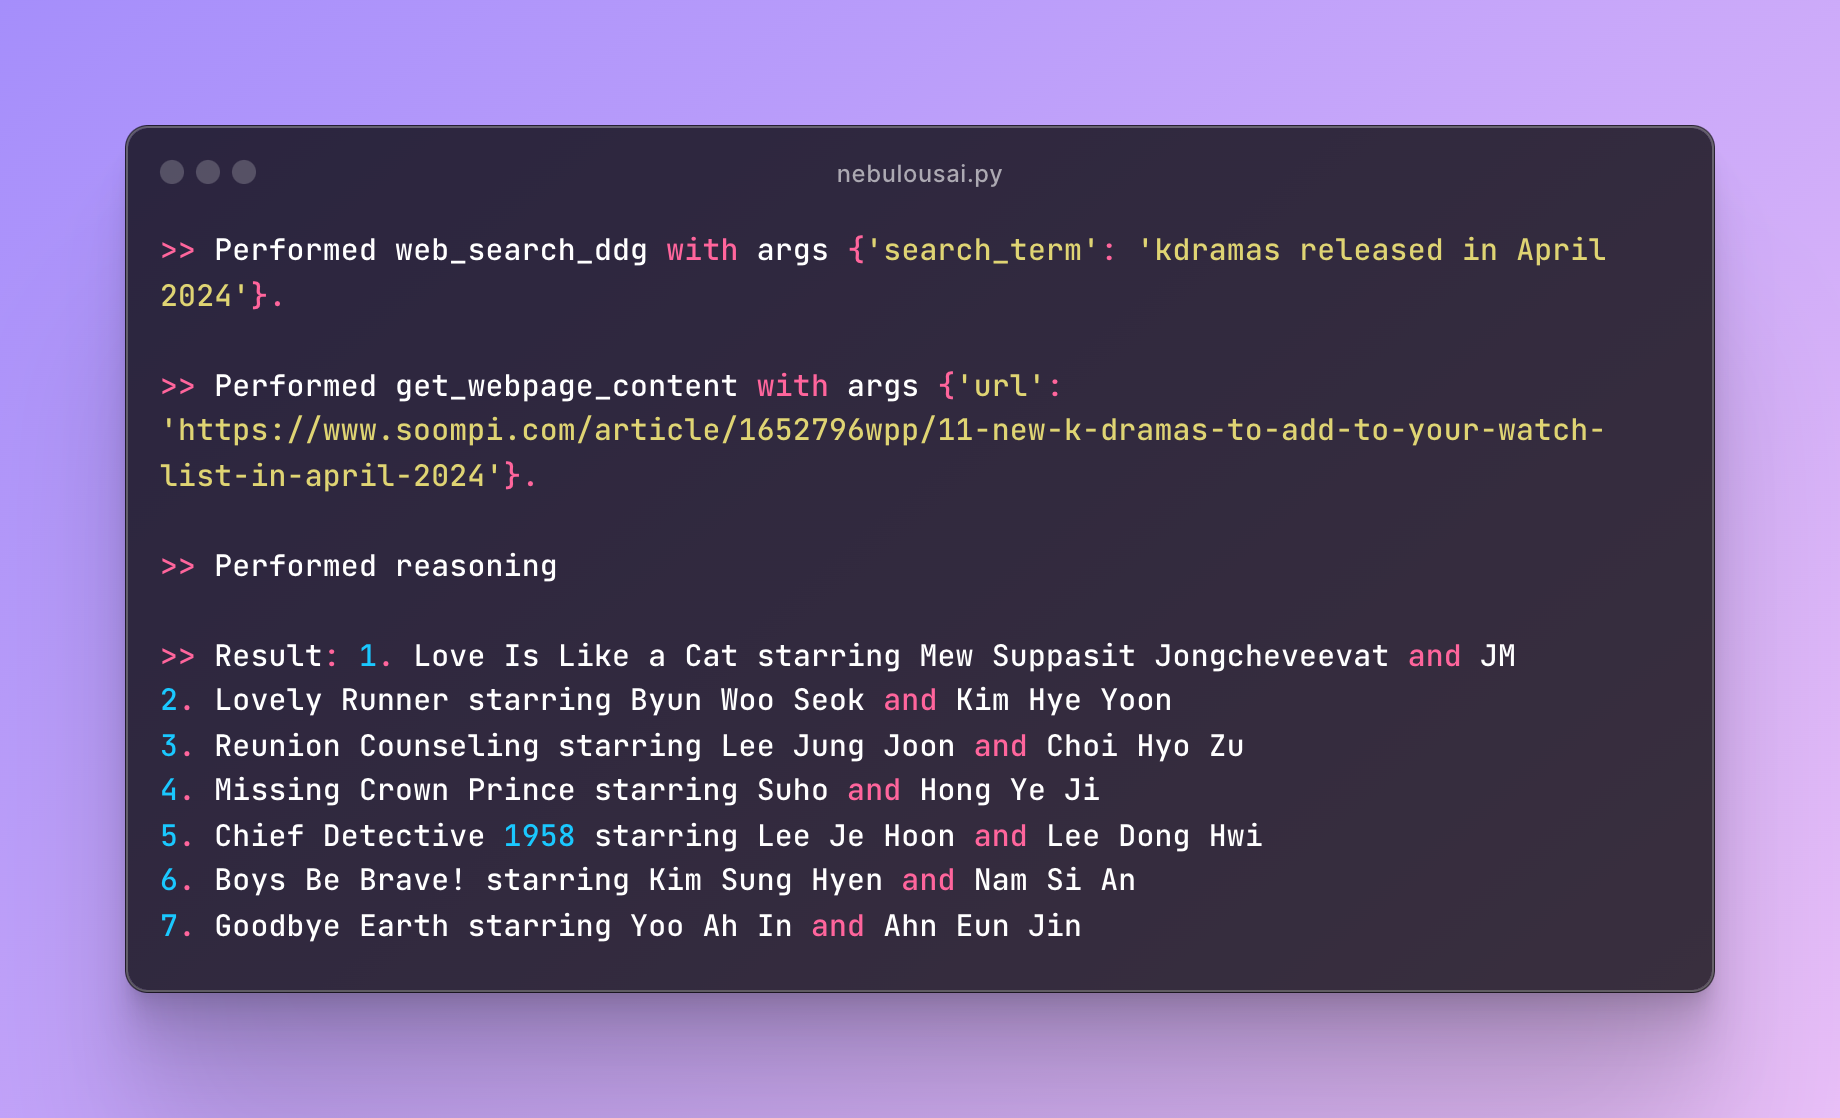 nebulousai.py
>> Performed web_search_ddg with args {'search_term': 'kdramas released in April
2024'}.
>> Performed get_webpage_content with args {'url':
'https://www.soompi.com/article/1652796wpp/11-new-k-dramas-to-add-to-your-watch-
list-in-april-2024'}.
>> Performed reasoning
>> Result: 1. Love Is Like a Cat starring Mew Suppasit Jongcheveevat and JM
2. Lovely Runner starring Byun Woo Seok and Kim Hye Yoon
3. Reunion Counseling starring Lee Jung Joon and Choi Hyo Zu
4. Missing Crown Prince starring Suho and Hong Ye Ji
5. Chief Detective 1958 starring Lee Je Hoon and Lee Dong Hwi
6. Boys Be Brave! starring Kim Sung Hyen and Nam Si An
7. Goodbye Earth starring Yoo Ah In and Ahn Eun Jin